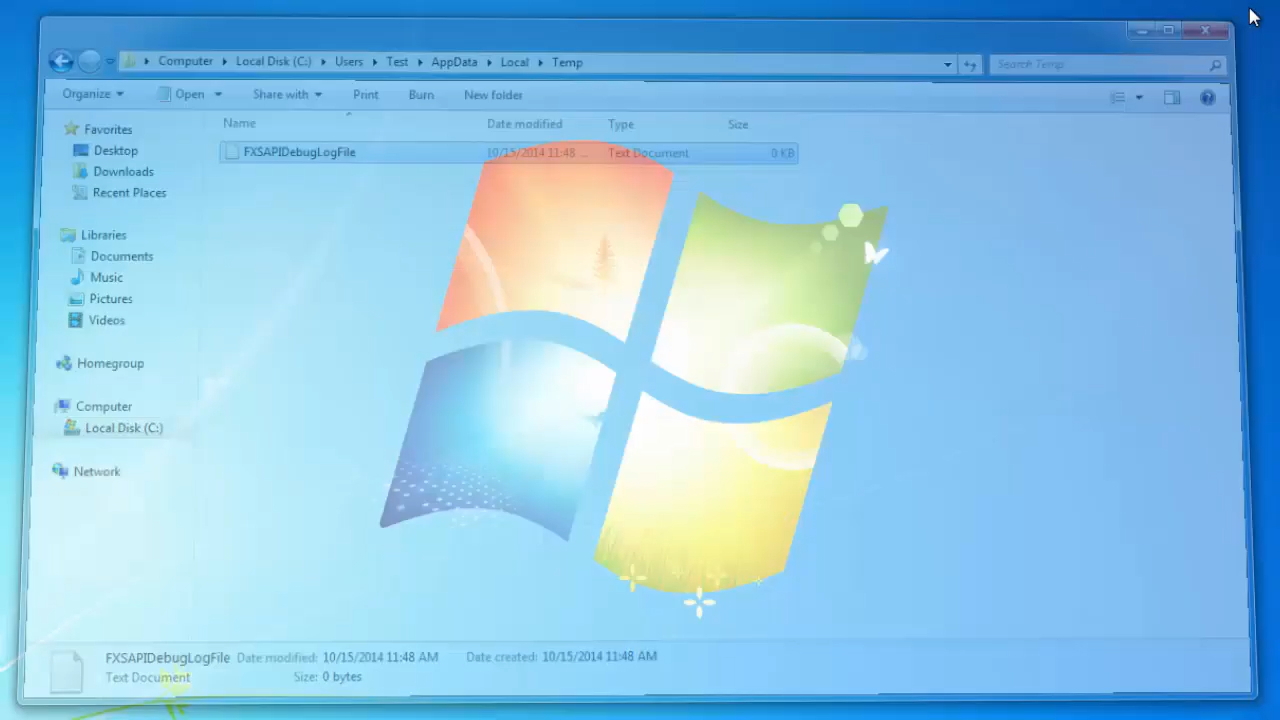 Computer Local Disk (C:) Users Test AppData Local Temp
Search Temp
Organize Open Share with Print Burn New folder
Name Date modified Type Size
FXSAPIDebugLogFile 10/15/2014 11:48 ... Text Document 0 KB
Favorites
Desktop
Downloads
Recent Places
Libraries
Documents
Music
Pictures
Videos
Homegroup
Computer
Local Disk (C:)
Network
FXSAPIDebugLogFile Date modified: 10/15/2014 11:48 AM Date created: 10/15/2014 11:48 AM
Text Document Size: 0 bytes